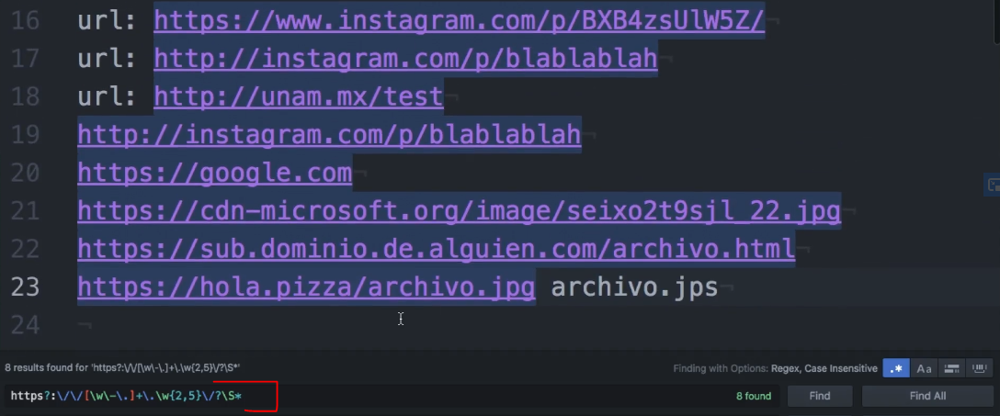 16 url: https://www.instagram.com/p/BXB4zsUlW5Z/¬
17 url: http://instagram.com/p/blablablah¬
18 url: http://unam.mx/test¬
19 http://instagram.com/p/blablablah¬
20 https://google.com¬
21 https://cdn-microsoft.org/image/seixo2t9sjl_22.jpg¬
22 https://sub.dominio.de.alguien.com/archivo.html¬
23 https://hola.pizza/archivo.jpg archivo.jps¬
24 ¬
8 results found for 'https?:\/\/[\w\-\.]+\.\w{2,5}\/?\S*' Finding with Options: Regex, Case Insensitive .* Aa
https?:\/\/[\w\-\.]+\.\w{2,5}\/?\S* 8 found Find Find All